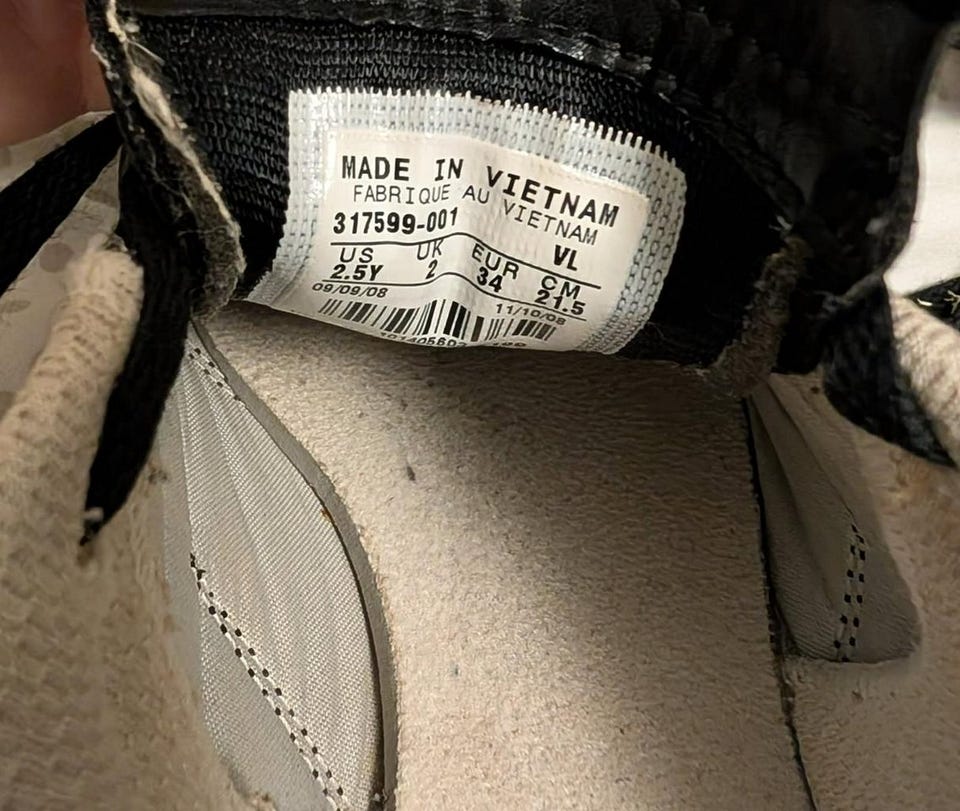 MADE IN VIETNAM
FABRIQUE AU VIETNAM
317599-001 VL
US UK EUR CM
2.5Y 2 34 21.5
09/09/08 11/10/08